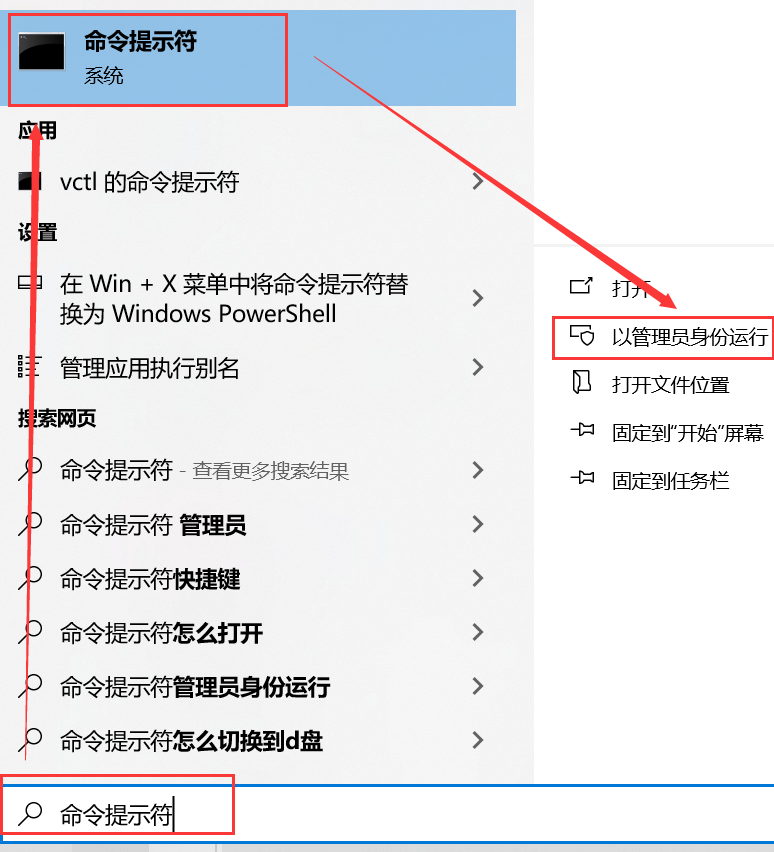 命令提示符
系统
应用
vctl 的命令提示符
设置
在 Win + X 菜单中将命令提示符替
换为 Windows PowerShell
管理应用执行别名
搜索网页
命令提示符 - 查看更多搜索结果
命令提示符 管理员
命令提示符快捷键
命令提示符怎么打开
命令提示符管理员身份运行
命令提示符怎么切换到d盘
命令提示符
打开
以管理员身份运行
打开文件位置
固定到"开始"屏幕
固定到任务栏